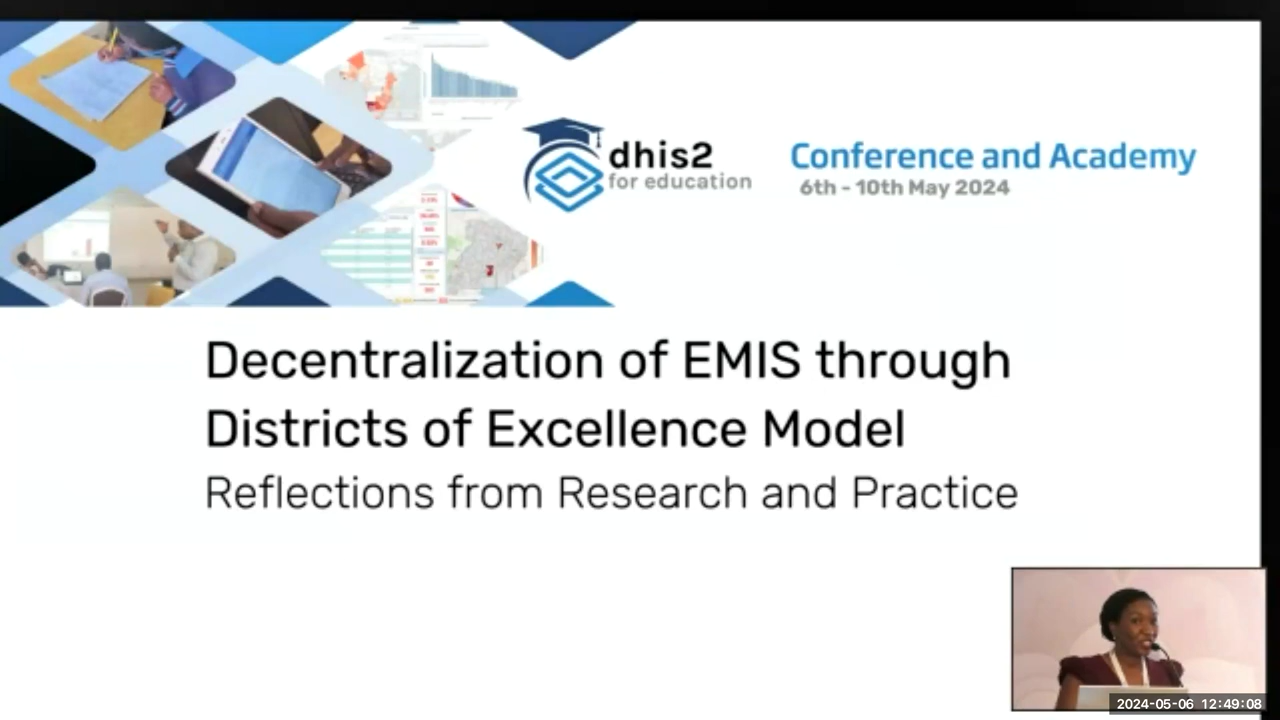 dhis2
for education
Conference and Academy
6th - 10th May 2024
Decentralization of EMIS through
Districts of Excellence Model
Reflections from Research and Practice
2024-05-06 12:49:08